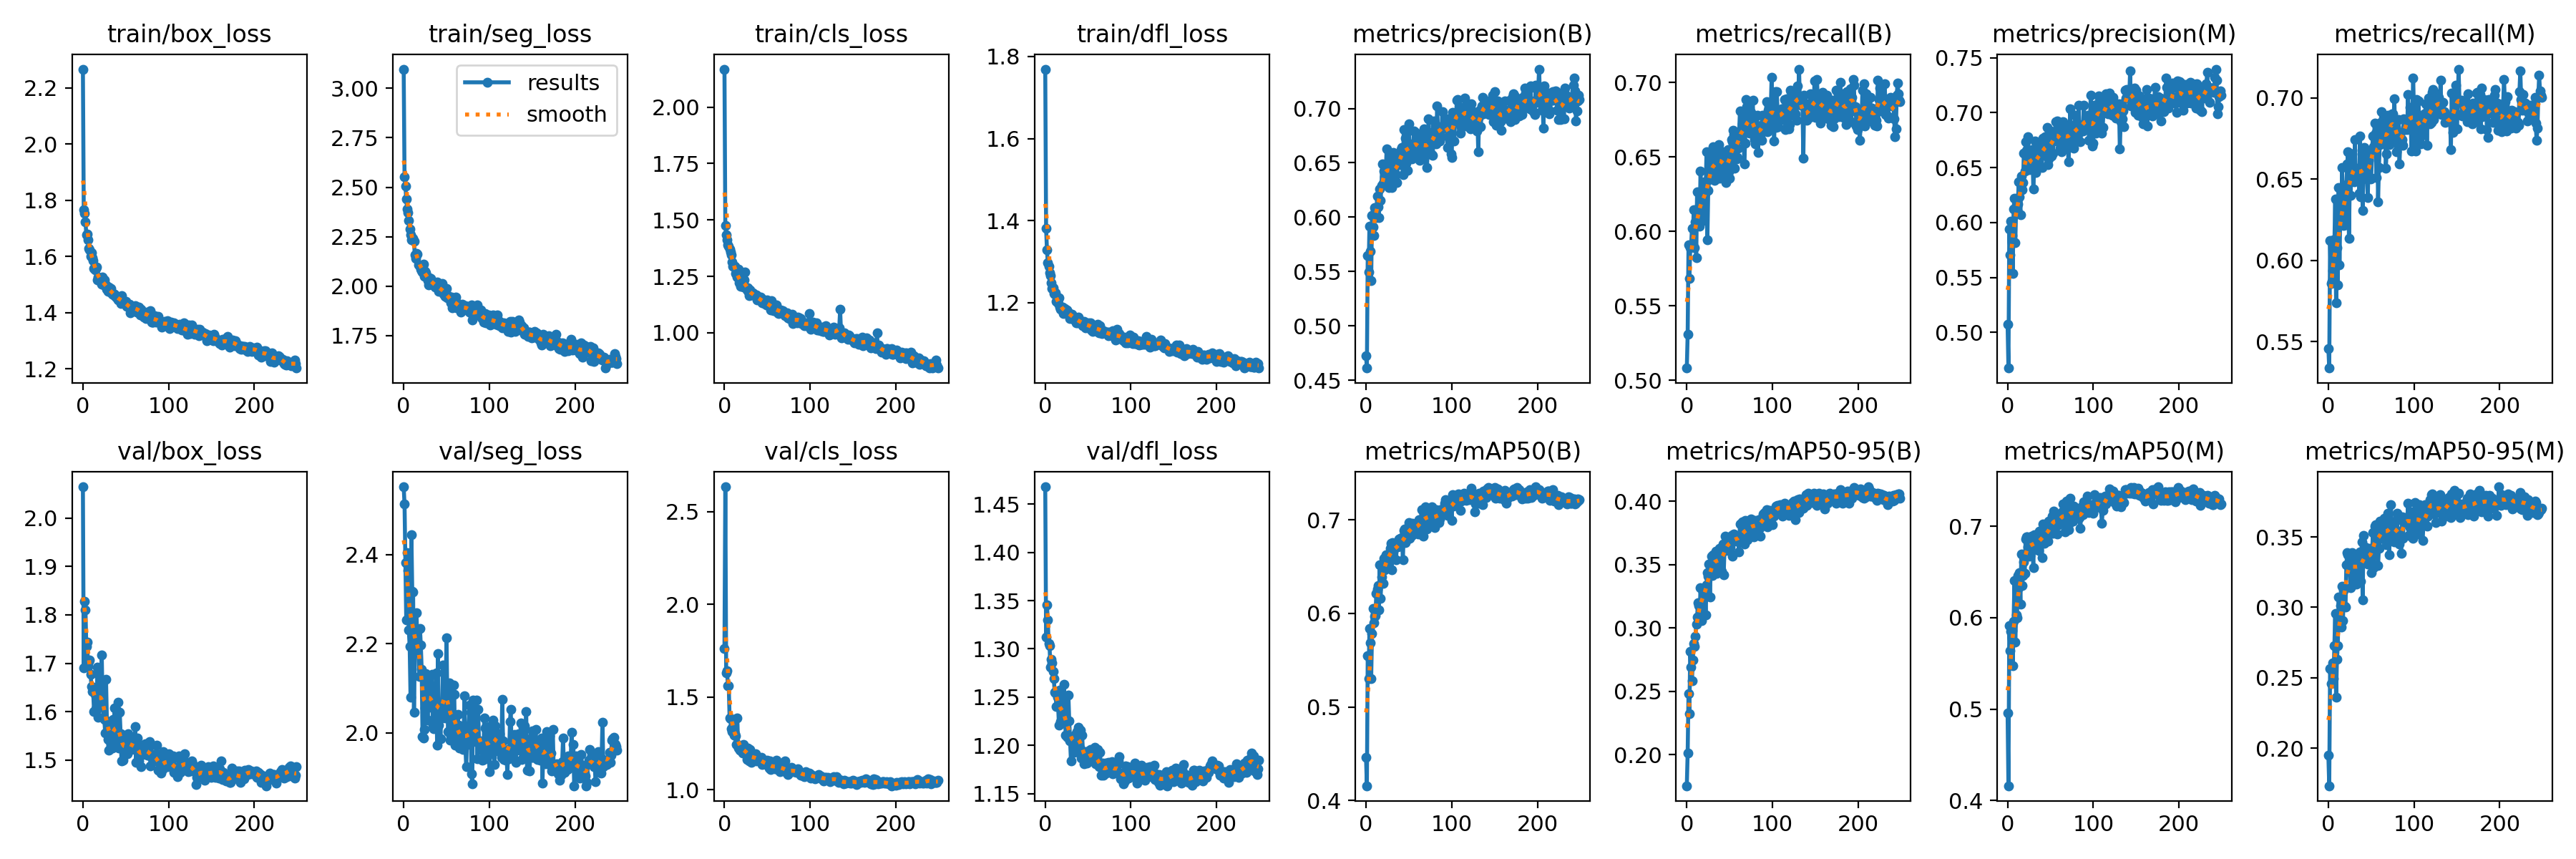 train/box_loss
2.2
2.0
1.8
1.6
1.4
1.2
0 100 200
train/seg_loss
results
smooth
3.00
2.75
2.50
2.25
2.00
1.75
0 100 200
train/cls_loss
2.00
1.75
1.50
1.25
1.00
0 200
train/dfl_loss
1.8
1.6
1.4
1.2
0 200
metrics/precision(B)
0.70
0.65
0.60
0.55
0.50
0.45
0 100 200
metrics/recall(B)
0.70
0.65
0.60
0.55
0.50
0 100 200
metrics/precision(M)
0.75
0.70
0.65
0.60
0.55
0.50
0 100 200
metrics/recall(M)
0.70
0.65
0.60
0.55
0 100 200
val/box_loss
2.0
1.9
1.8
1.7
1.6
1.5
0 100 200
val/seg_loss
2.4
2.2
2.0
0 100 200
val/cls_loss
2.5
2.0
1.5
1.0
0 200
val/dfl_loss
1.45
1.40
1.35
1.30
1.25
1.20
1.15
0 200
metrics/mAP50(B)
0.7
0.6
0.5
0.4
0 100 200
metrics/mAP50-95(B)
0.40
0.35
0.30
0.25
0.20
0 100 200
metrics/mAP50(M)
0.7
0.6
0.5
0.4
0 100 200
metrics/mAP50-95(M)
0.35
0.30
0.25
0.20
0 100 200